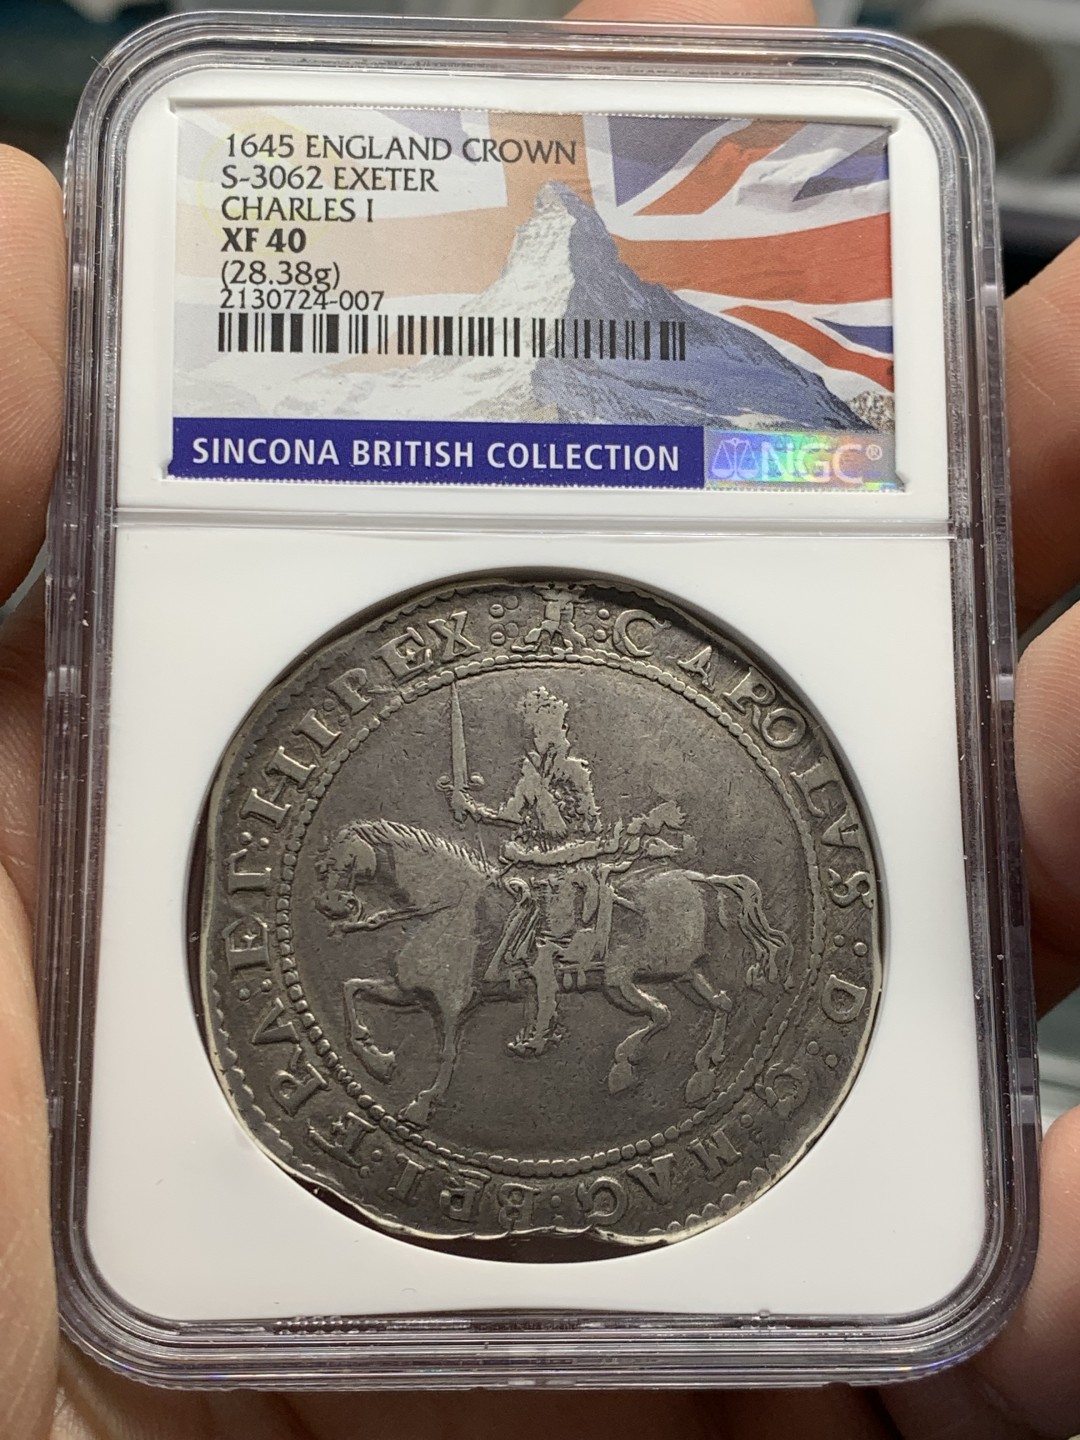 1645 ENGLAND CROWN
S-3062 EXETER
CHARLES I
XF 40
(28.38g)
2130724-007
SINCONA BRITISH COLLECTION
NGC®
:CAROLVS:D:G:MAG:BRI:FRA:ET:HI:REX: